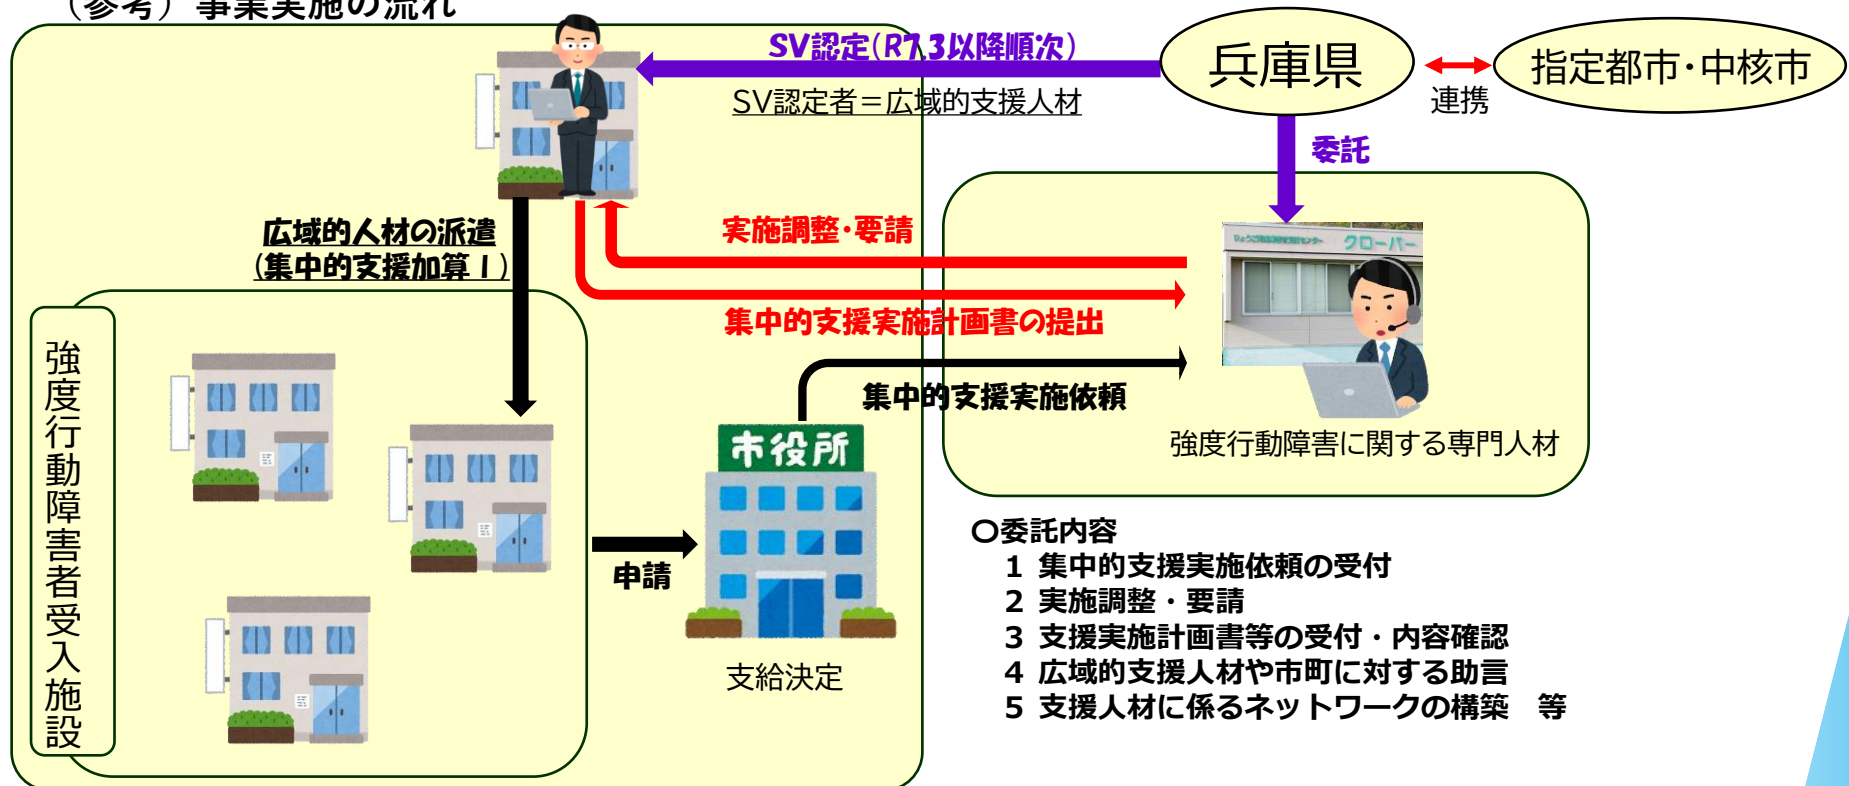 (参考)事業実施の流れ
SV認定(R7.3以降順次)
SV認定者=広域的支援人材
兵庫県
連携
指定都市・中核市
委託
広域的人材の派遣
(集中的支援加算Ⅰ)
実施調整・要請
集中的支援実施計画書の提出
集中的支援実施依頼
クローバー
強度行動障害に関する専門人材
強度行動障害者受入施設
申請
市役所
支給決定
〇委託内容
1 集中的支援実施依頼の受付
2 実施調整・要請
3 支援実施計画書等の受付・内容確認
4 広域的支援人材や市町に対する助言
5 支援人材に係るネットワークの構築 等